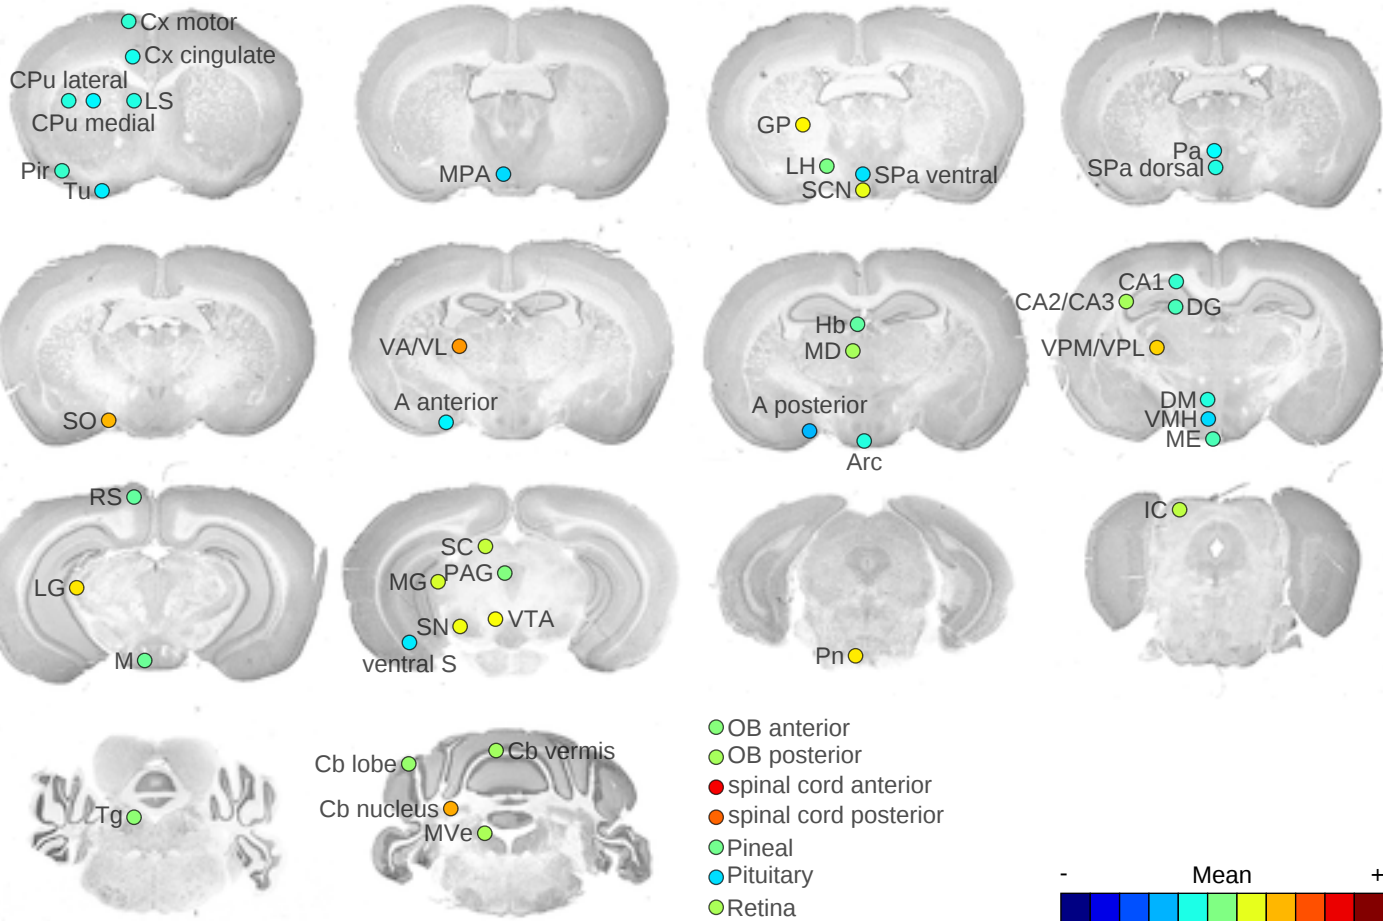 Cx motor
Cx cingulate
CPu lateral
LS
CPu medial
Pir
Tu
MPA
GP
LH
SPa ventral
SCN
Pa
SPa dorsal
SO
VA/VL
A anterior
Hb
MD
A posterior
Arc
CA1
CA2/CA3
DG
VPM/VPL
DM
VMH
ME
RS
LG
M
SC
PAG
MG
SN
VTA
ventral S
Pn
IC
Tg
Cb lobe
Cb vermis
Cb nucleus
MVe
OB anterior
OB posterior
spinal cord anterior
spinal cord posterior
Pineal
Pituitary
Retina
- Mean +